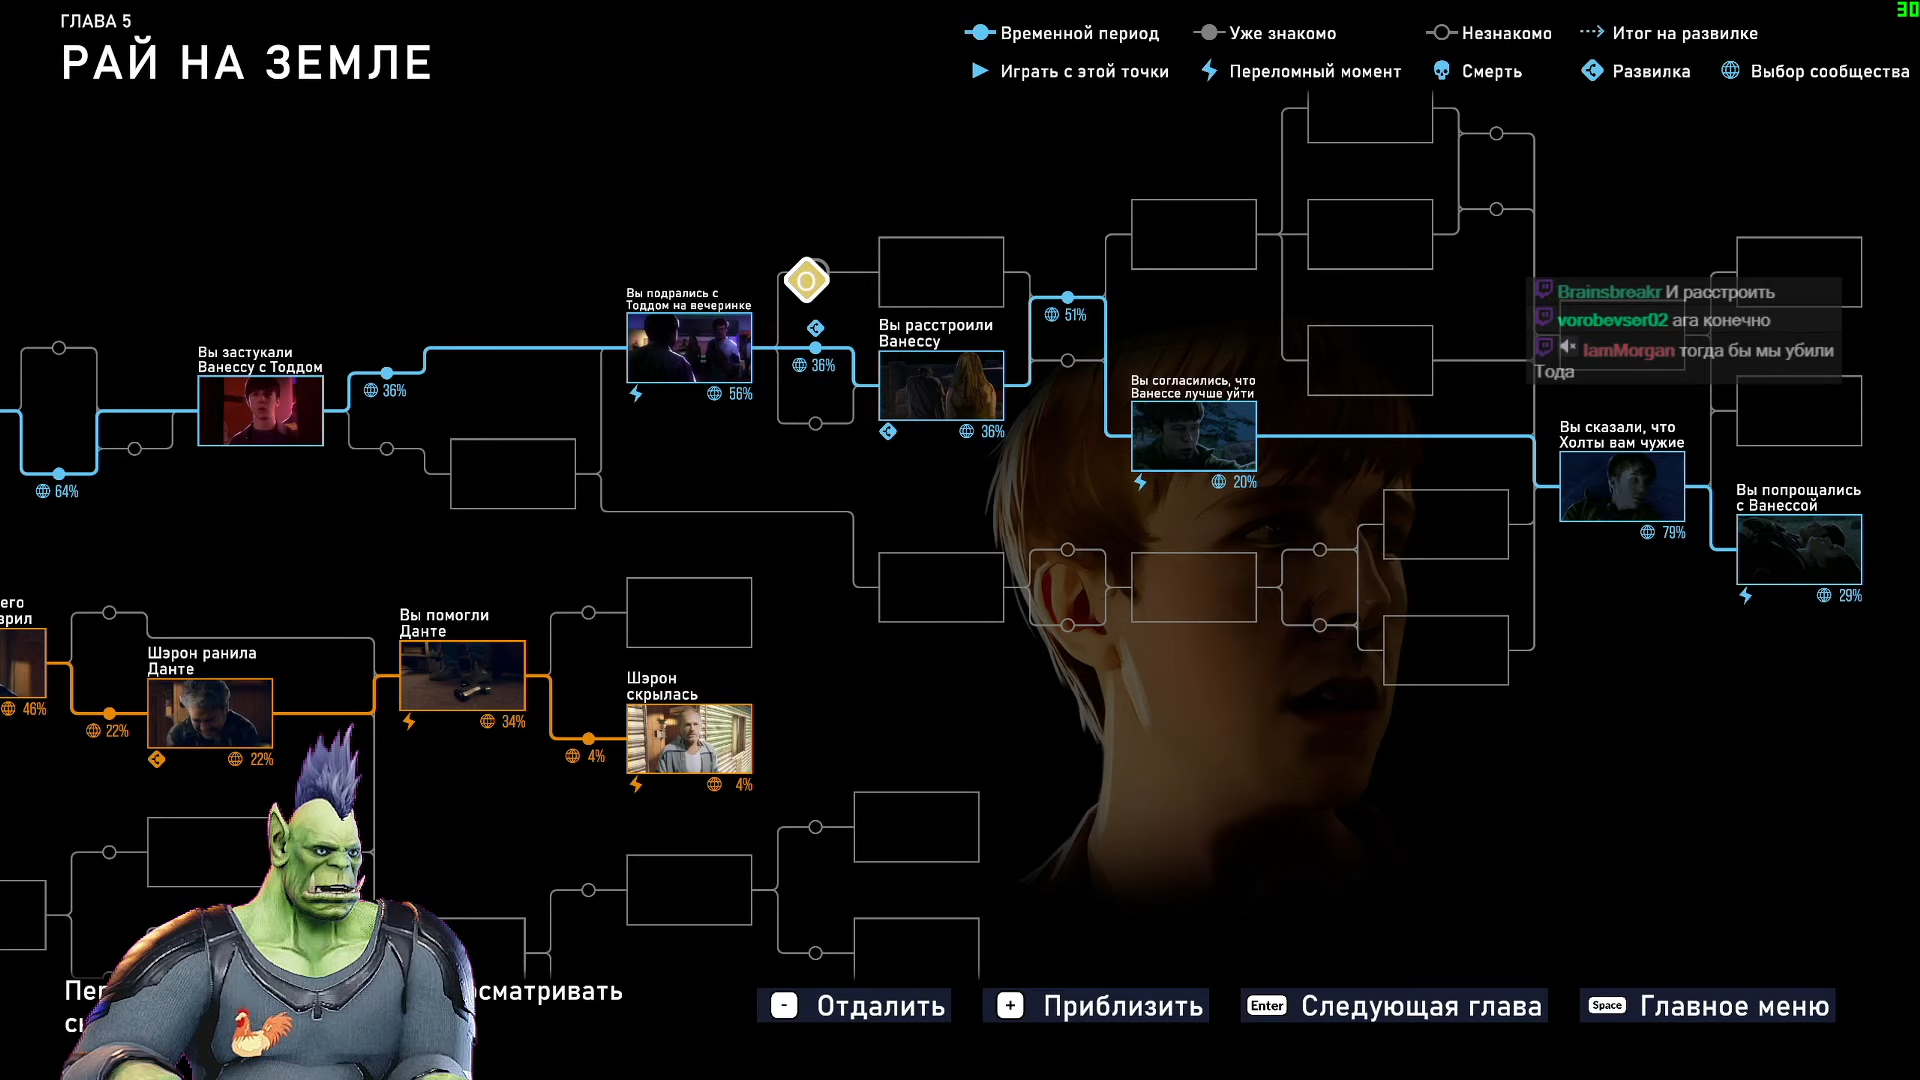 30
ГЛАВА 5
РАЙ НА ЗЕМЛЕ
Временной период
Уже знакомо
Незнакомо
Итог на развилке
Играть с этой точки
Переломный момент
Смерть
Развилка
Выбор сообщества
Brainsbreakr И расстроить
vorobevser02 ага конечно
IamMorgan тогда бы мы убили
Тода
Вы застукали
Ванессу с Тоддом
64%
36%
Вы подрались с
Тоддом на вечеринке
56%
36%
Вы расстроили
Ванессу
36%
51%
Вы согласились, что
Ванессе лучше уйти
20%
Вы сказали, что
Холты вам чужие
79%
Вы попрощались
с Ванессой
29%
его
46%
22%
Шэрон ранила
Данте
22%
Вы помогли
Данте
34%
4%
Шэрон
скрылась
4%
- Отдалить
+ Приблизить
Enter Следующая глава
Space Главное меню